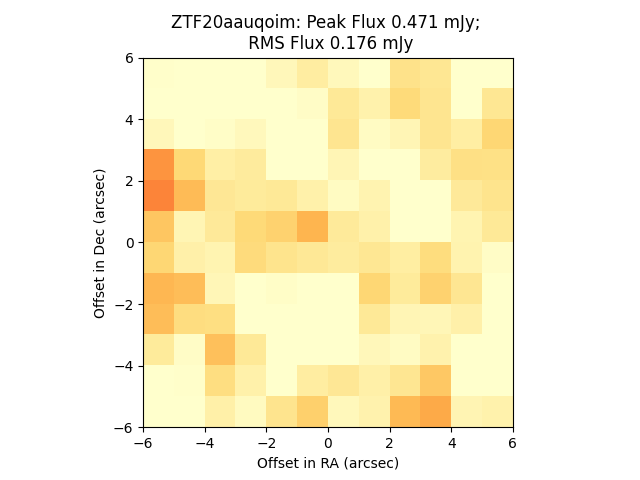 ZTF20aauqoim: Peak Flux 0.471 mJy;
RMS Flux 0.176 mJy
6
4
2
0
−2
−4
−6
Offset in Dec (arcsec)
−6 −4 −2 0 2 4 6
Offset in RA (arcsec)